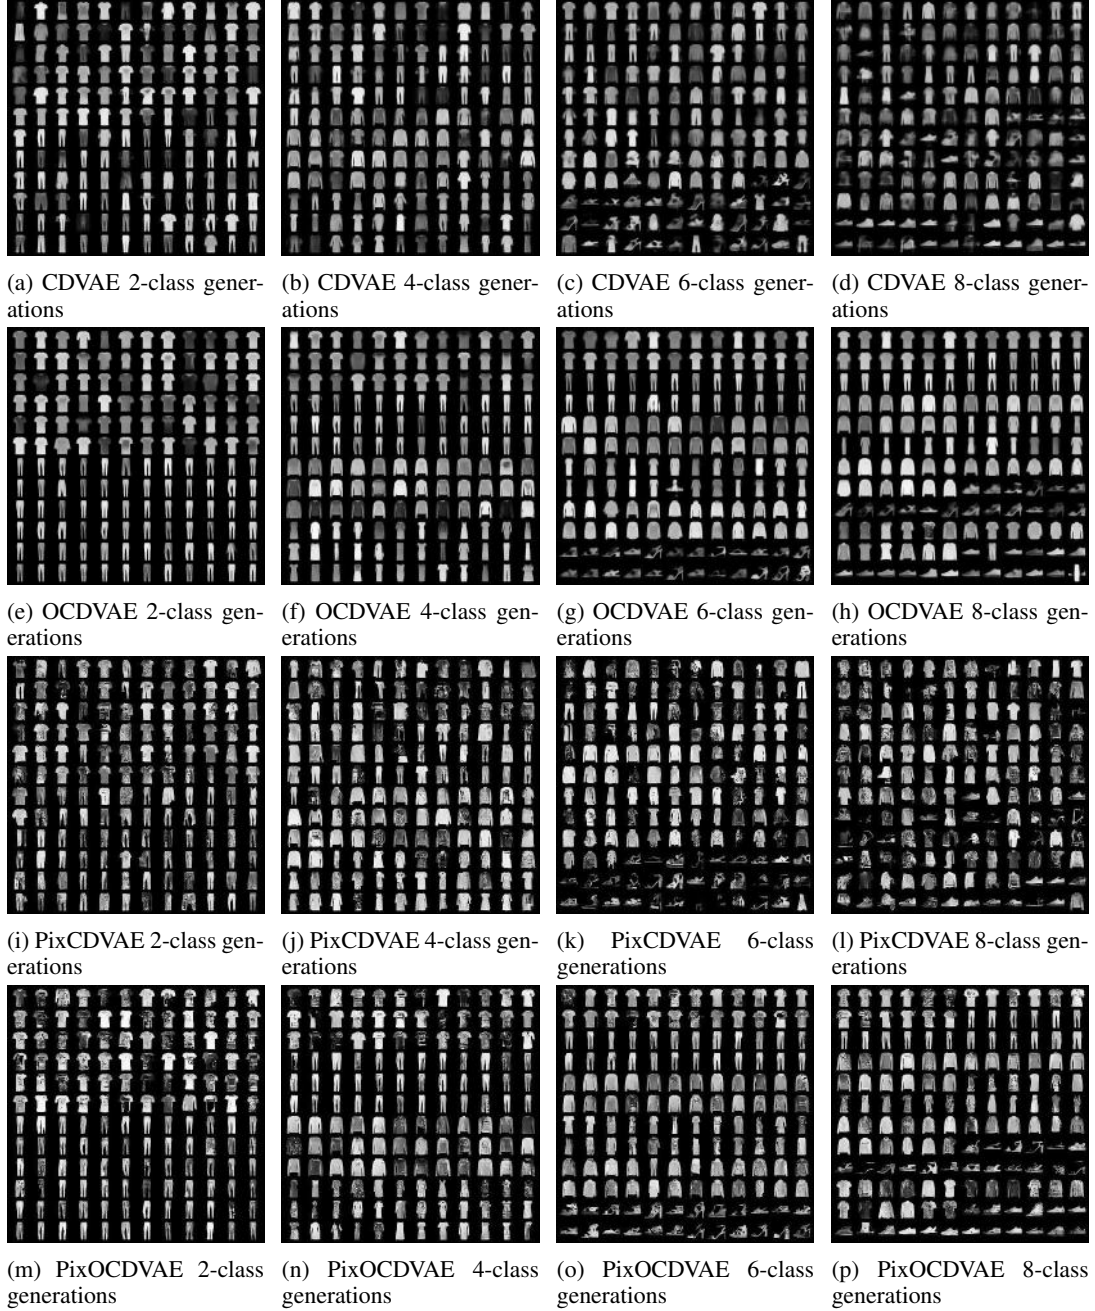 (a) CDVAE 2-class gener-
ations
(b) CDVAE 4-class gener-
ations
(c) CDVAE 6-class gener-
ations
(d) CDVAE 8-class gener-
ations
(e) OCDVAE 2-class gen-
erations
(f) OCDVAE 4-class gen-
erations
(g) OCDVAE 6-class gen-
erations
(h) OCDVAE 8-class gen-
erations
(i) PixCDVAE 2-class gen-
erations
(j) PixCDVAE 4-class gen-
erations
(k) PixCDVAE 6-class
generations
(l) PixCDVAE 8-class gen-
erations
(m) PixOCDVAE 2-class
generations
(n) PixOCDVAE 4-class
generations
(o) PixOCDVAE 6-class
generations
(p) PixOCDVAE 8-class
generations